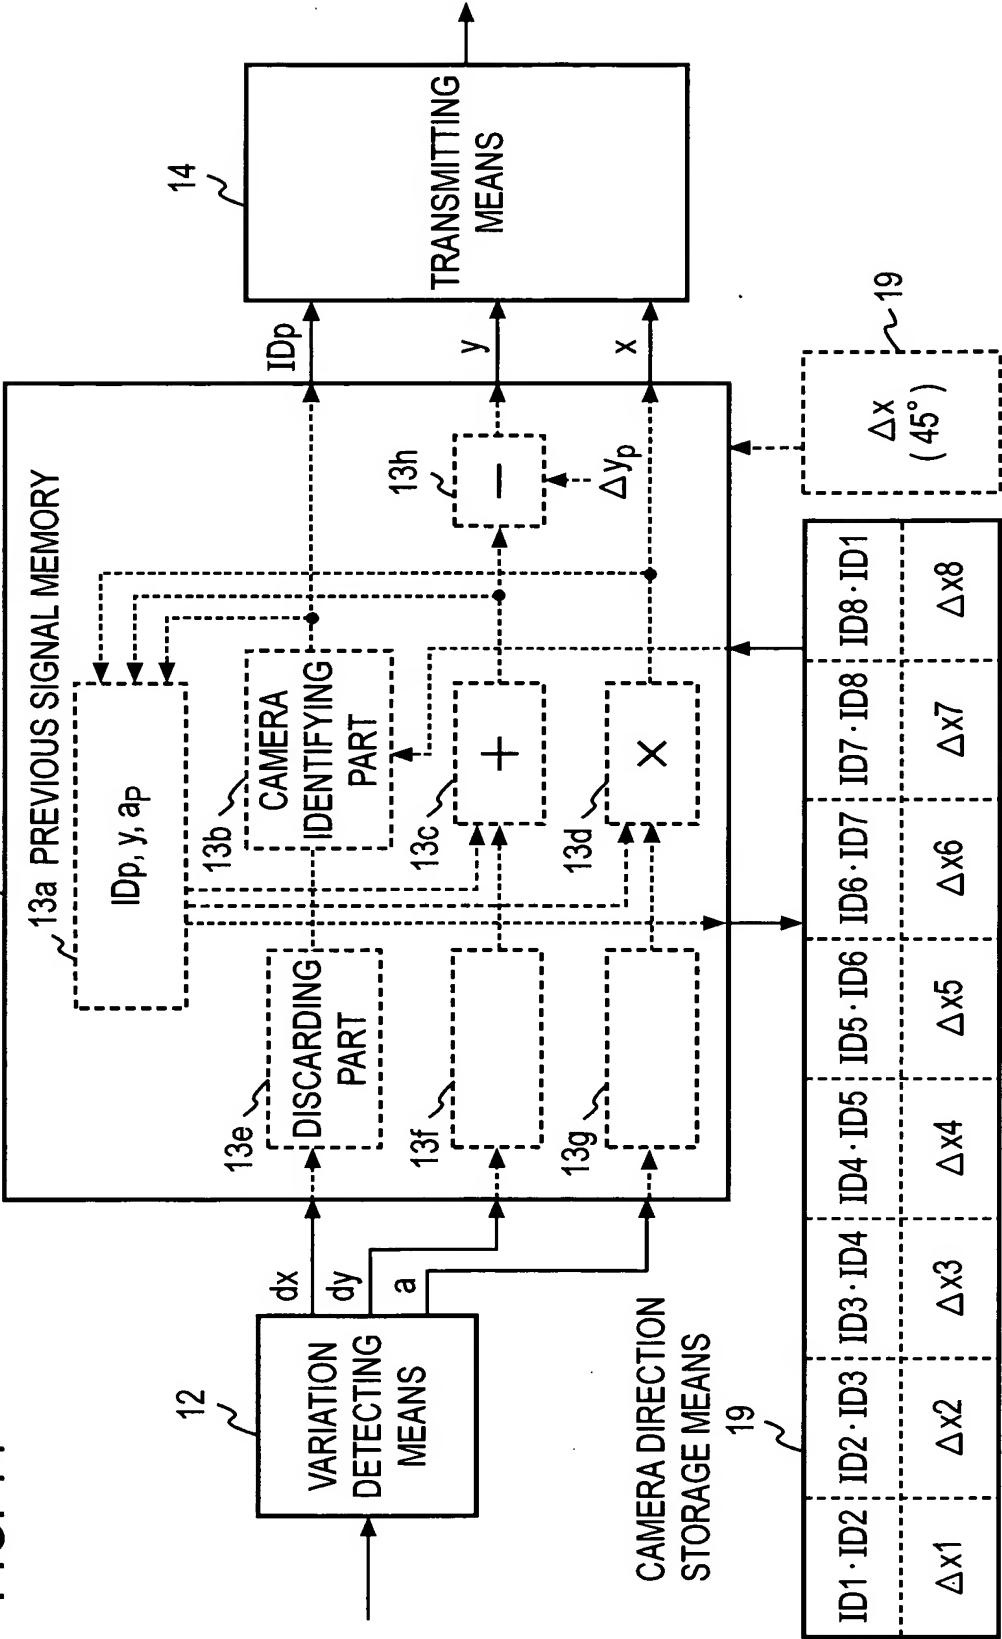 12
VARIATION
DETECTING
MEANS
dx
dy
a
13a PREVIOUS SIGNAL MEMORY
IDp, y, aP
13e
DISCARDING
PART
13b
CAMERA
IDENTIFYING
PART
13f
13c
+
13h
−
Δyp
13g
13d
×
IDp
y
x
14
TRANSMITTING
MEANS
CAMERA DIRECTION
STORAGE MEANS
19
ID1·ID2 ID2·ID3 ID3·ID4 ID4·ID5 ID5·ID6 ID6·ID7 ID7·ID8 ID8·ID1
Δx1 Δx2 Δx3 Δx4 Δx5 Δx6 Δx7 Δx8
19
Δx
(45°)